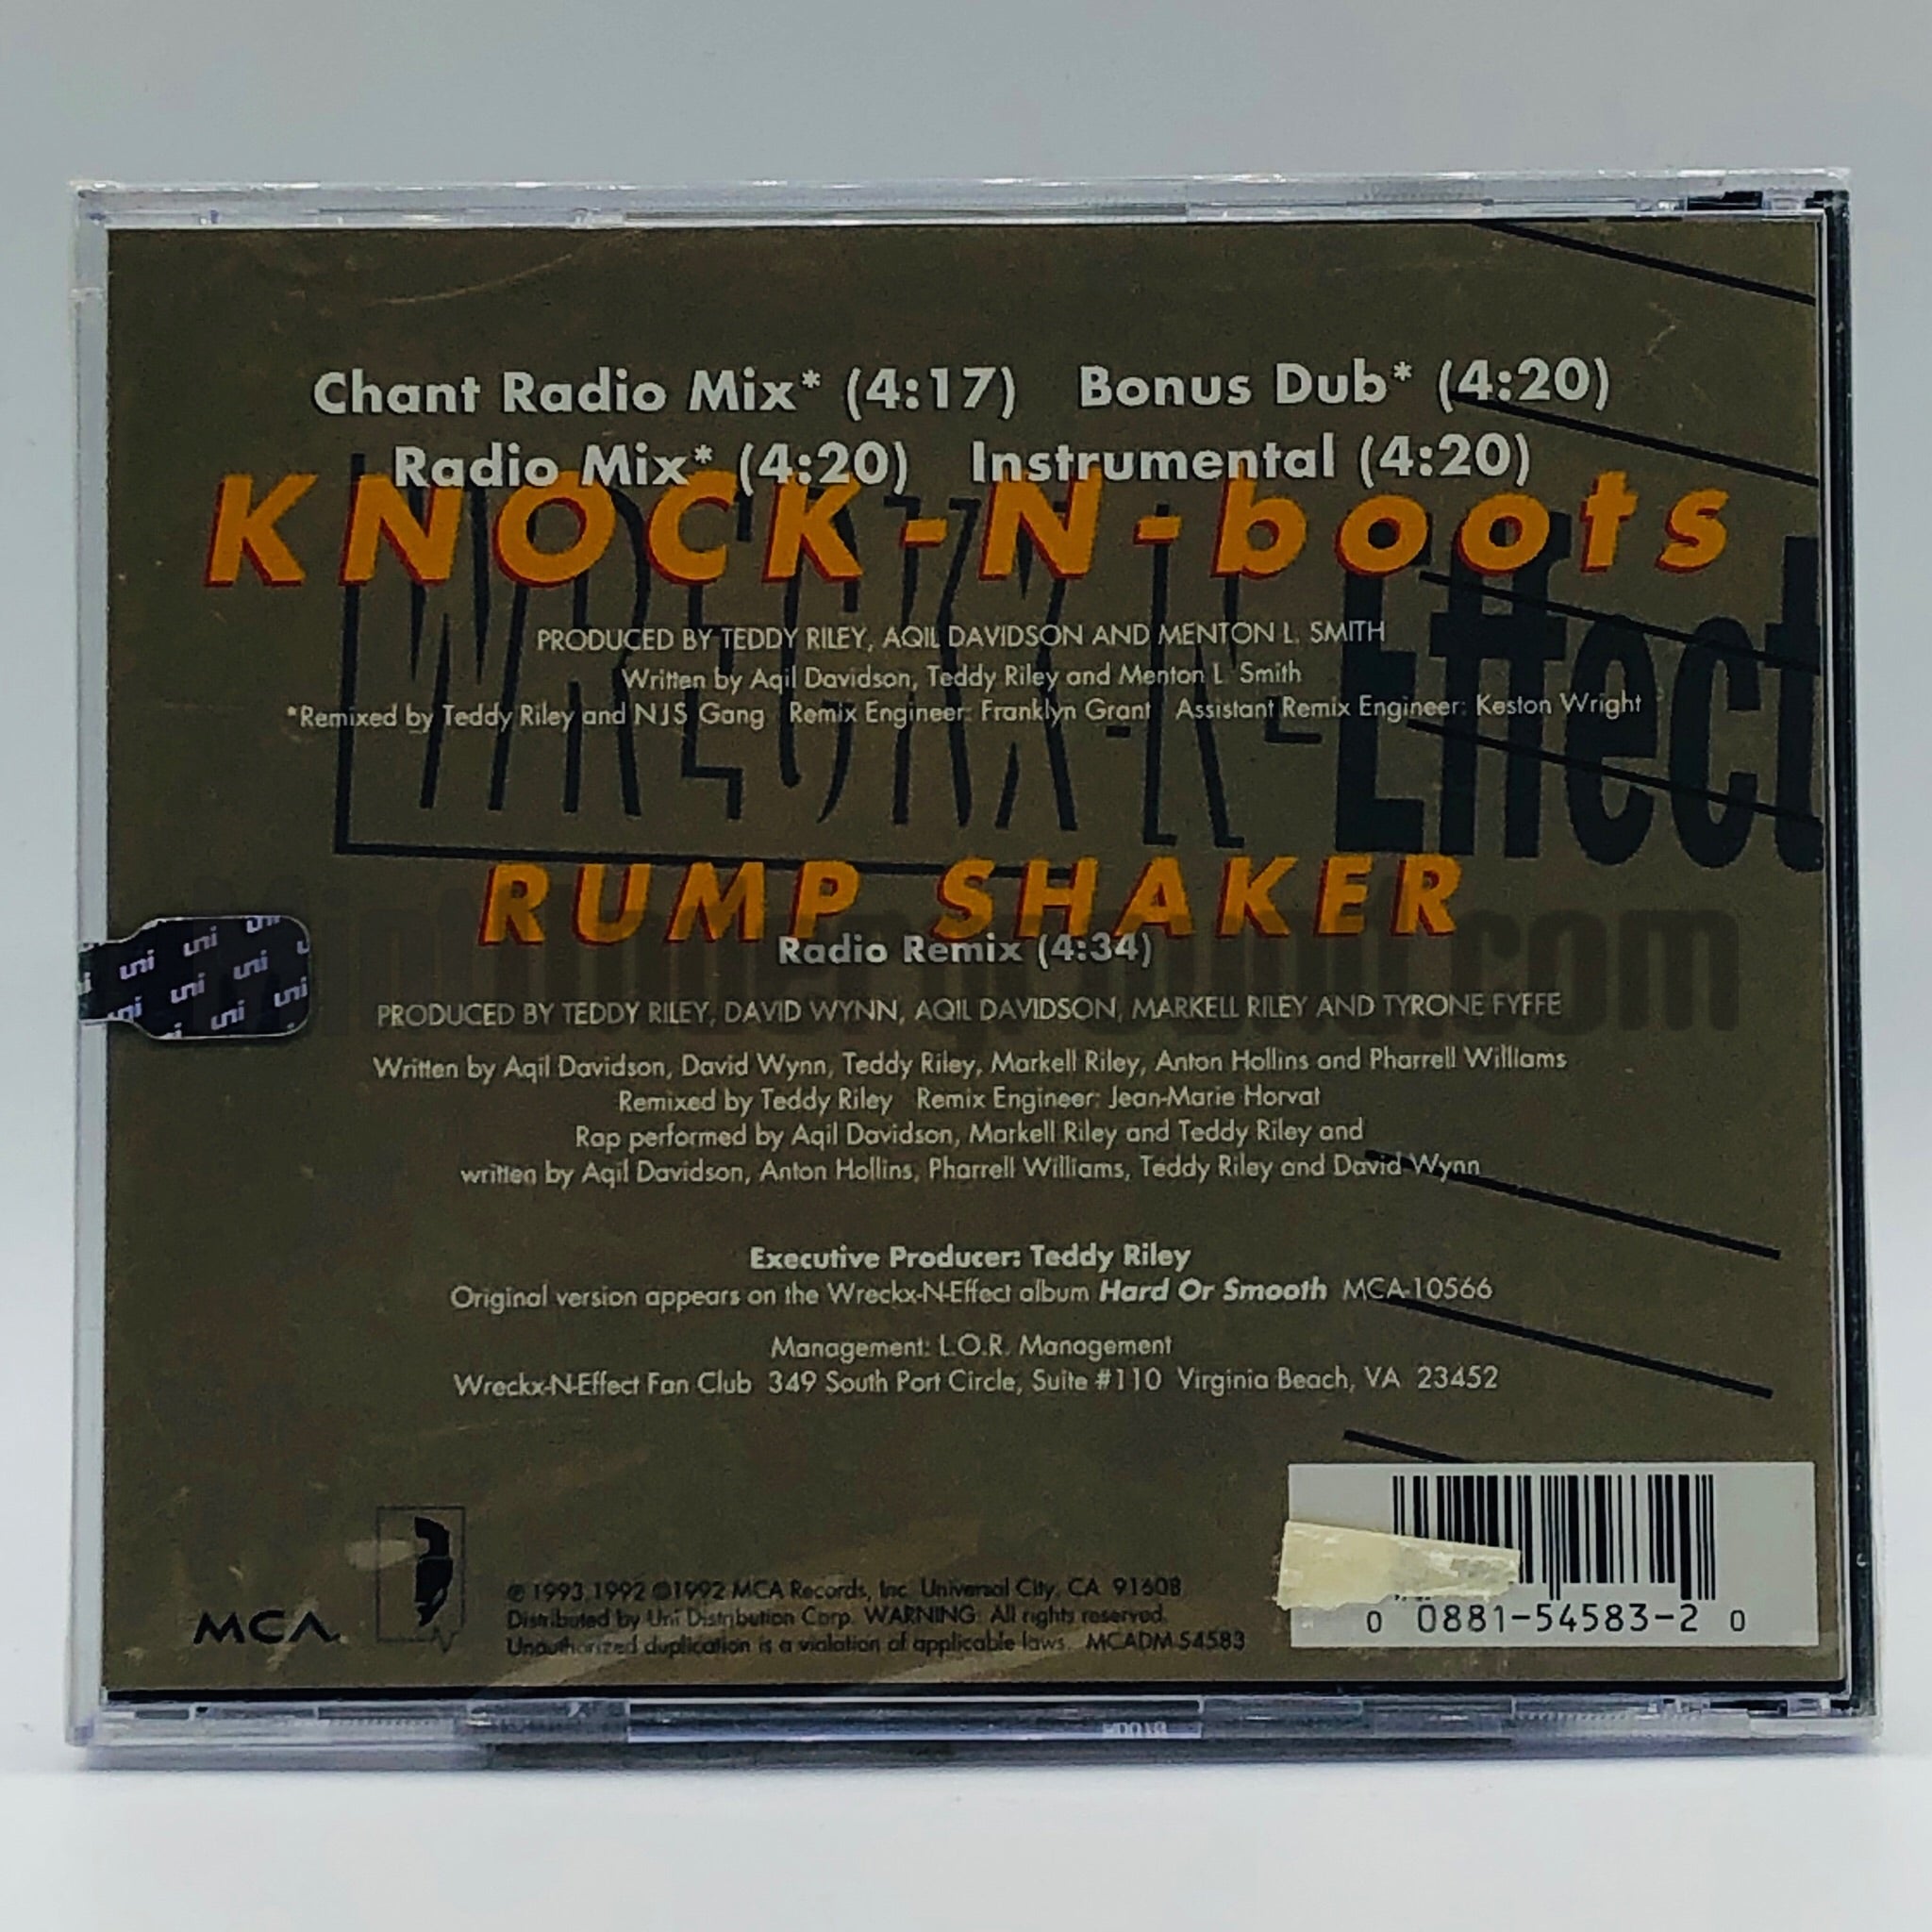 Chant Radio Mix* (4:17) Bonus Dub* (4:20)
Radio Mix* (4:20) Instrumental (4:20)
KNOCK-N-boots
WRECKX-N-Effect
PRODUCED BY TEDDY RILEY, AQIL DAVIDSON AND MENTON L. SMITH
Written by Aqil Davidson, Teddy Riley and Menton L. Smith
*Remixed by Teddy Riley and NJS Gang Remix Engineer: Franklyn Grant Assistant Remix Engineer: Keston Wright
RUMP SHAKER
Radio Remix (4:34)
PRODUCED BY TEDDY RILEY, DAVID WYNN, AQIL DAVIDSON, MARKELL RILEY AND TYRONE FYFFE
Written by Aqil Davidson, David Wynn, Teddy Riley, Markell Riley, Anton Hollins and Pharrell Williams
Remixed by Teddy Riley Remix Engineer: Jean-Marie Horvat
Rap performed by Aqil Davidson, Markell Riley and Teddy Riley and
written by Aqil Davidson, Anton Hollins, Pharrell Williams, Teddy Riley and David Wynn
uni uni uni
uni uni uni
uni uni uni
Executive Producer: Teddy Riley
Original version appears on the Wreckx-N-Effect album Hard Or Smooth MCA-10566
Management: L.O.R. Management
Wreckx-N-Effect Fan Club 349 South Port Circle, Suite #110 Virginia Beach, VA 23452
MCA
℗ 1993, 1992 ©1992 MCA Records, Inc. Universal City, CA 91608
Distributed by Uni Distribution Corp. WARNING: All rights reserved.
Unauthorized duplication is a violation of applicable laws. MCADM-54583
0 0881-54583-2 0